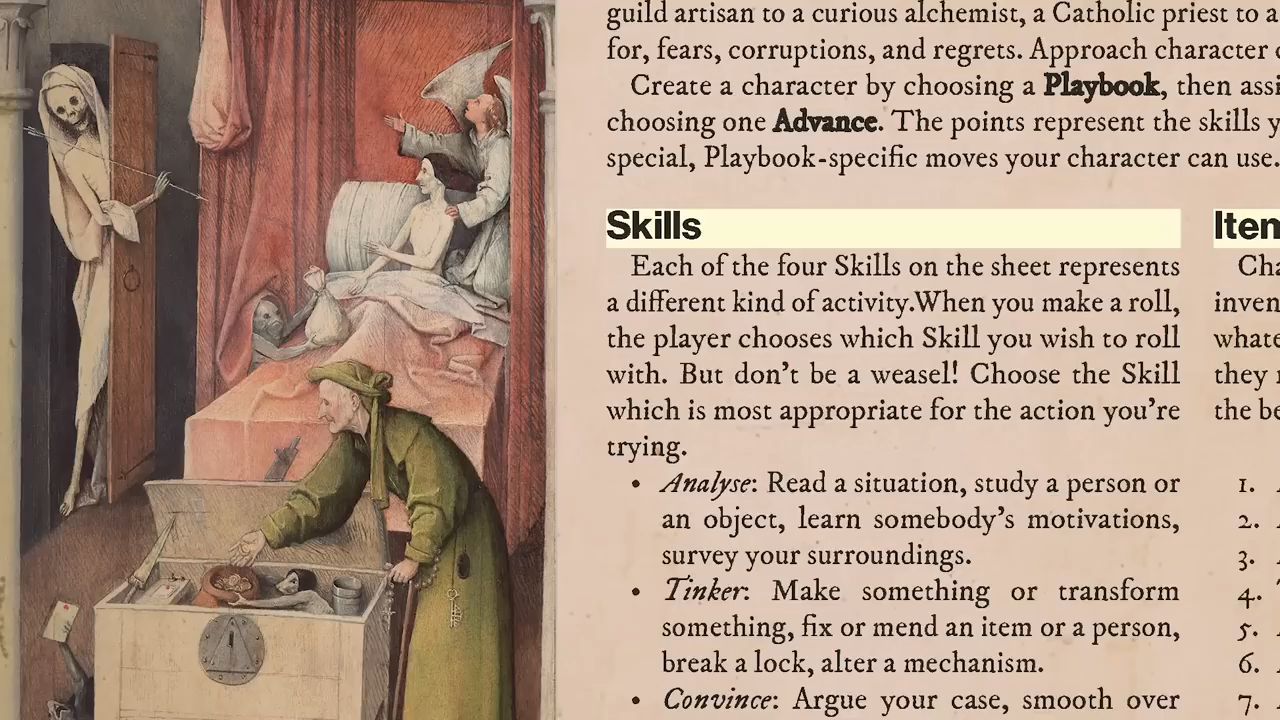 guild artisan to a curious alchemist, a Catholic priest to a
for, fears, corruptions, and regrets. Approach character
Create a character by choosing a Playbook, then assi
choosing one Advance. The points represent the skills y
special, Playbook-specific moves your character can use.
Skills
Each of the four Skills on the sheet represents
a different kind of activity.When you make a roll,
the player chooses which Skill you wish to roll
with. But don't be a weasel! Choose the Skill
which is most appropriate for the action you're
trying.
• Analyse: Read a situation, study a person or
an object, learn somebody's motivations,
survey your surroundings.
• Tinker: Make something or transform
something, fix or mend an item or a person,
break a lock, alter a mechanism.
• Convince: Argue your case, smooth over
Iten
Cha
inven
whate
they
the be
1.
2.
3.
4.
5.
6.
7.